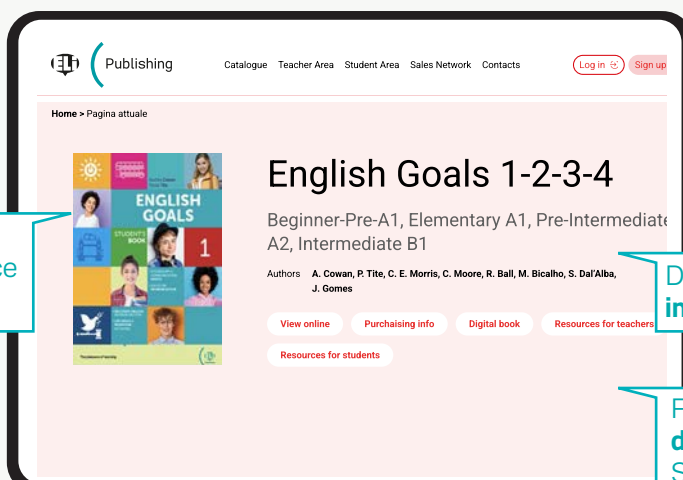 ELi Publishing
Catalogue Teacher Area Student Area Sales Network Contacts
Log in Sign up
Home > Pagina attuale
English Goals 1-2-3-4
Beginner-Pre-A1, Elementary A1, Pre-Intermediate
A2, Intermediate B1
Authors A. Cowan, P. Tite, C. E. Morris, C. Moore, R. Ball, M. Bicalho, S. Dal'Alba,
J. Gomes
View online Purchaising info Digital book Resources for teachers
Resources for students
ENGLISH
GOALS
STUDENT'S
BOOK
1